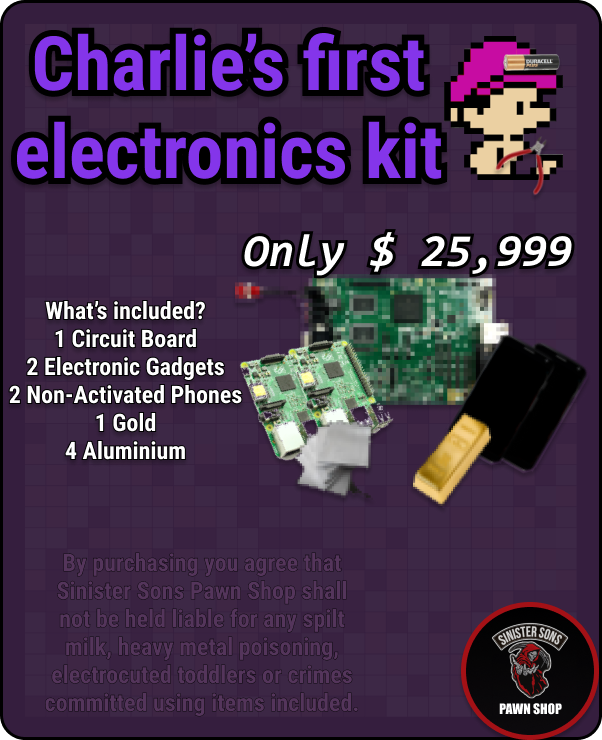 Charlie's first
electronics kit
DURACELL
PLUS
Only $ 25,999
What's included?
1 Circuit Board
2 Electronic Gadgets
2 Non-Activated Phones
1 Gold
4 Aluminium
By purchasing you agree that
Sinister Sons Pawn Shop shall
not be held liable for any spilt
milk, heavy metal poisoning,
electrocuted toddlers or crimes
committed using items included.
SINISTER SONS
PAWN SHOP